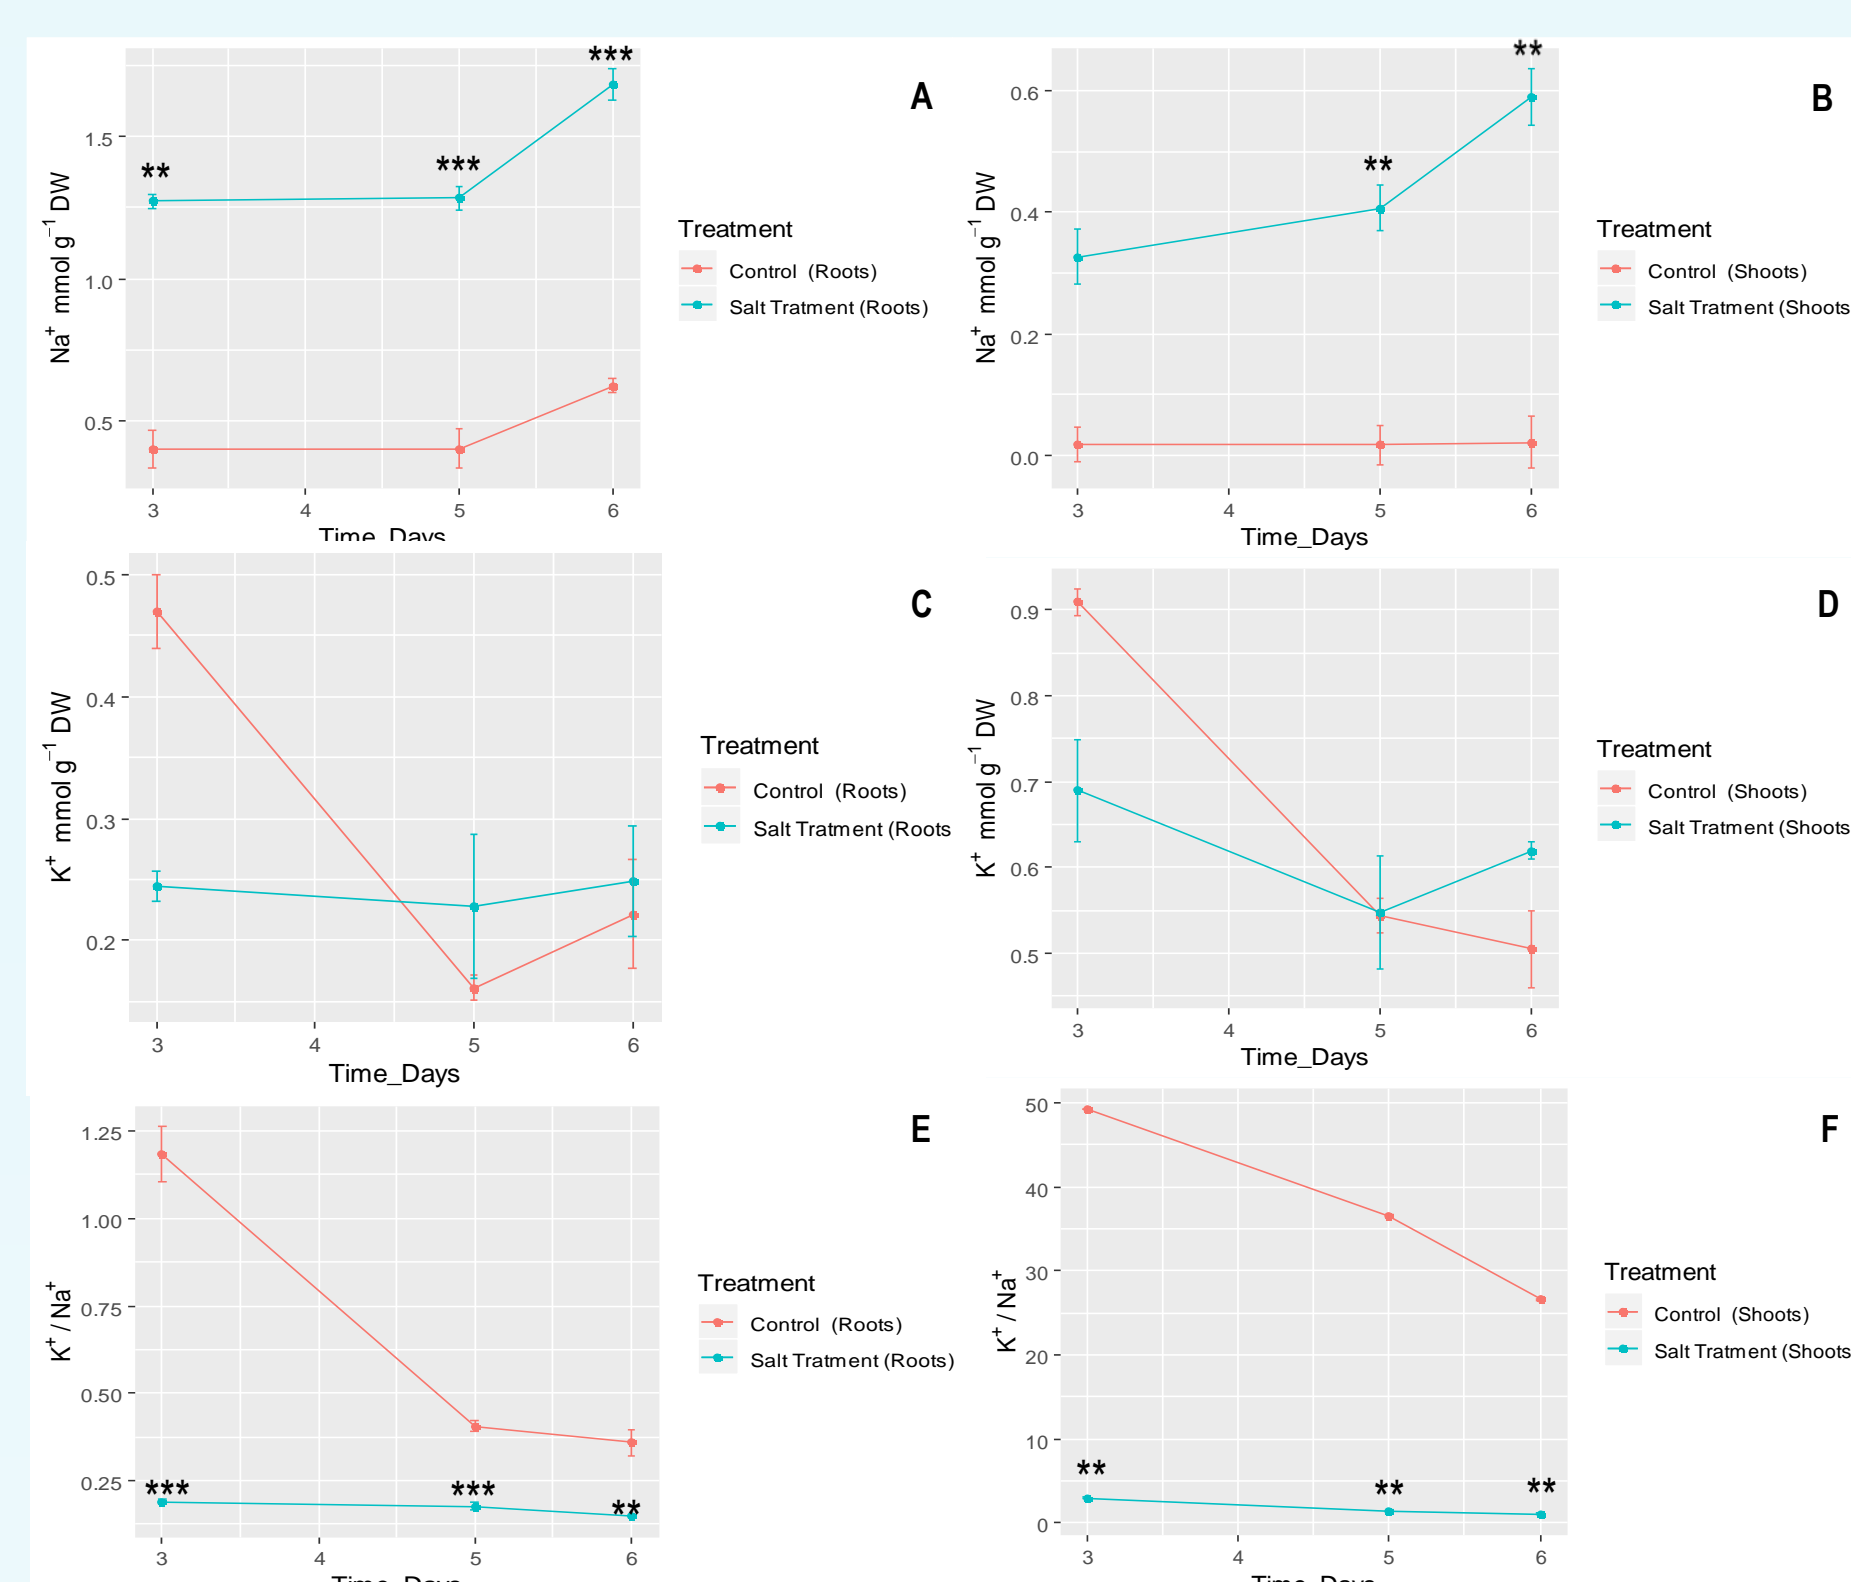 ***
**
***
A
1.5
1.0
0.5
Na+ mmol g−1 DW
3 4 5 6
Time_Days
Treatment
Control (Roots)
Salt Tratment (Roots)
**
**
B
0.6
0.4
0.2
0.0
Na+ mmol g−1 DW
3 4 5 6
Time_Days
Treatment
Control (Shoots)
Salt Tratment (Shoots
C
0.5
0.4
0.3
0.2
K+ mmol g−1 DW
3 4 5 6
Time_Days
Treatment
Control (Roots)
Salt Tratment (Roots
D
0.9
0.8
0.7
0.6
0.5
K+ mmol g−1 DW
3 4 5 6
Time_Days
Treatment
Control (Shoots)
Salt Tratment (Shoots
E
1.25
1.00
0.75
0.50
0.25
K+ / Na+
***
***
**
3 4 5 6
Time_Days
Treatment
Control (Roots)
Salt Tratment (Roots)
F
50
40
30
20
10
0
K+ / Na+
**
**
**
3 4 5 6
Time_Days
Treatment
Control (Shoots)
Salt Tratment (Shoots